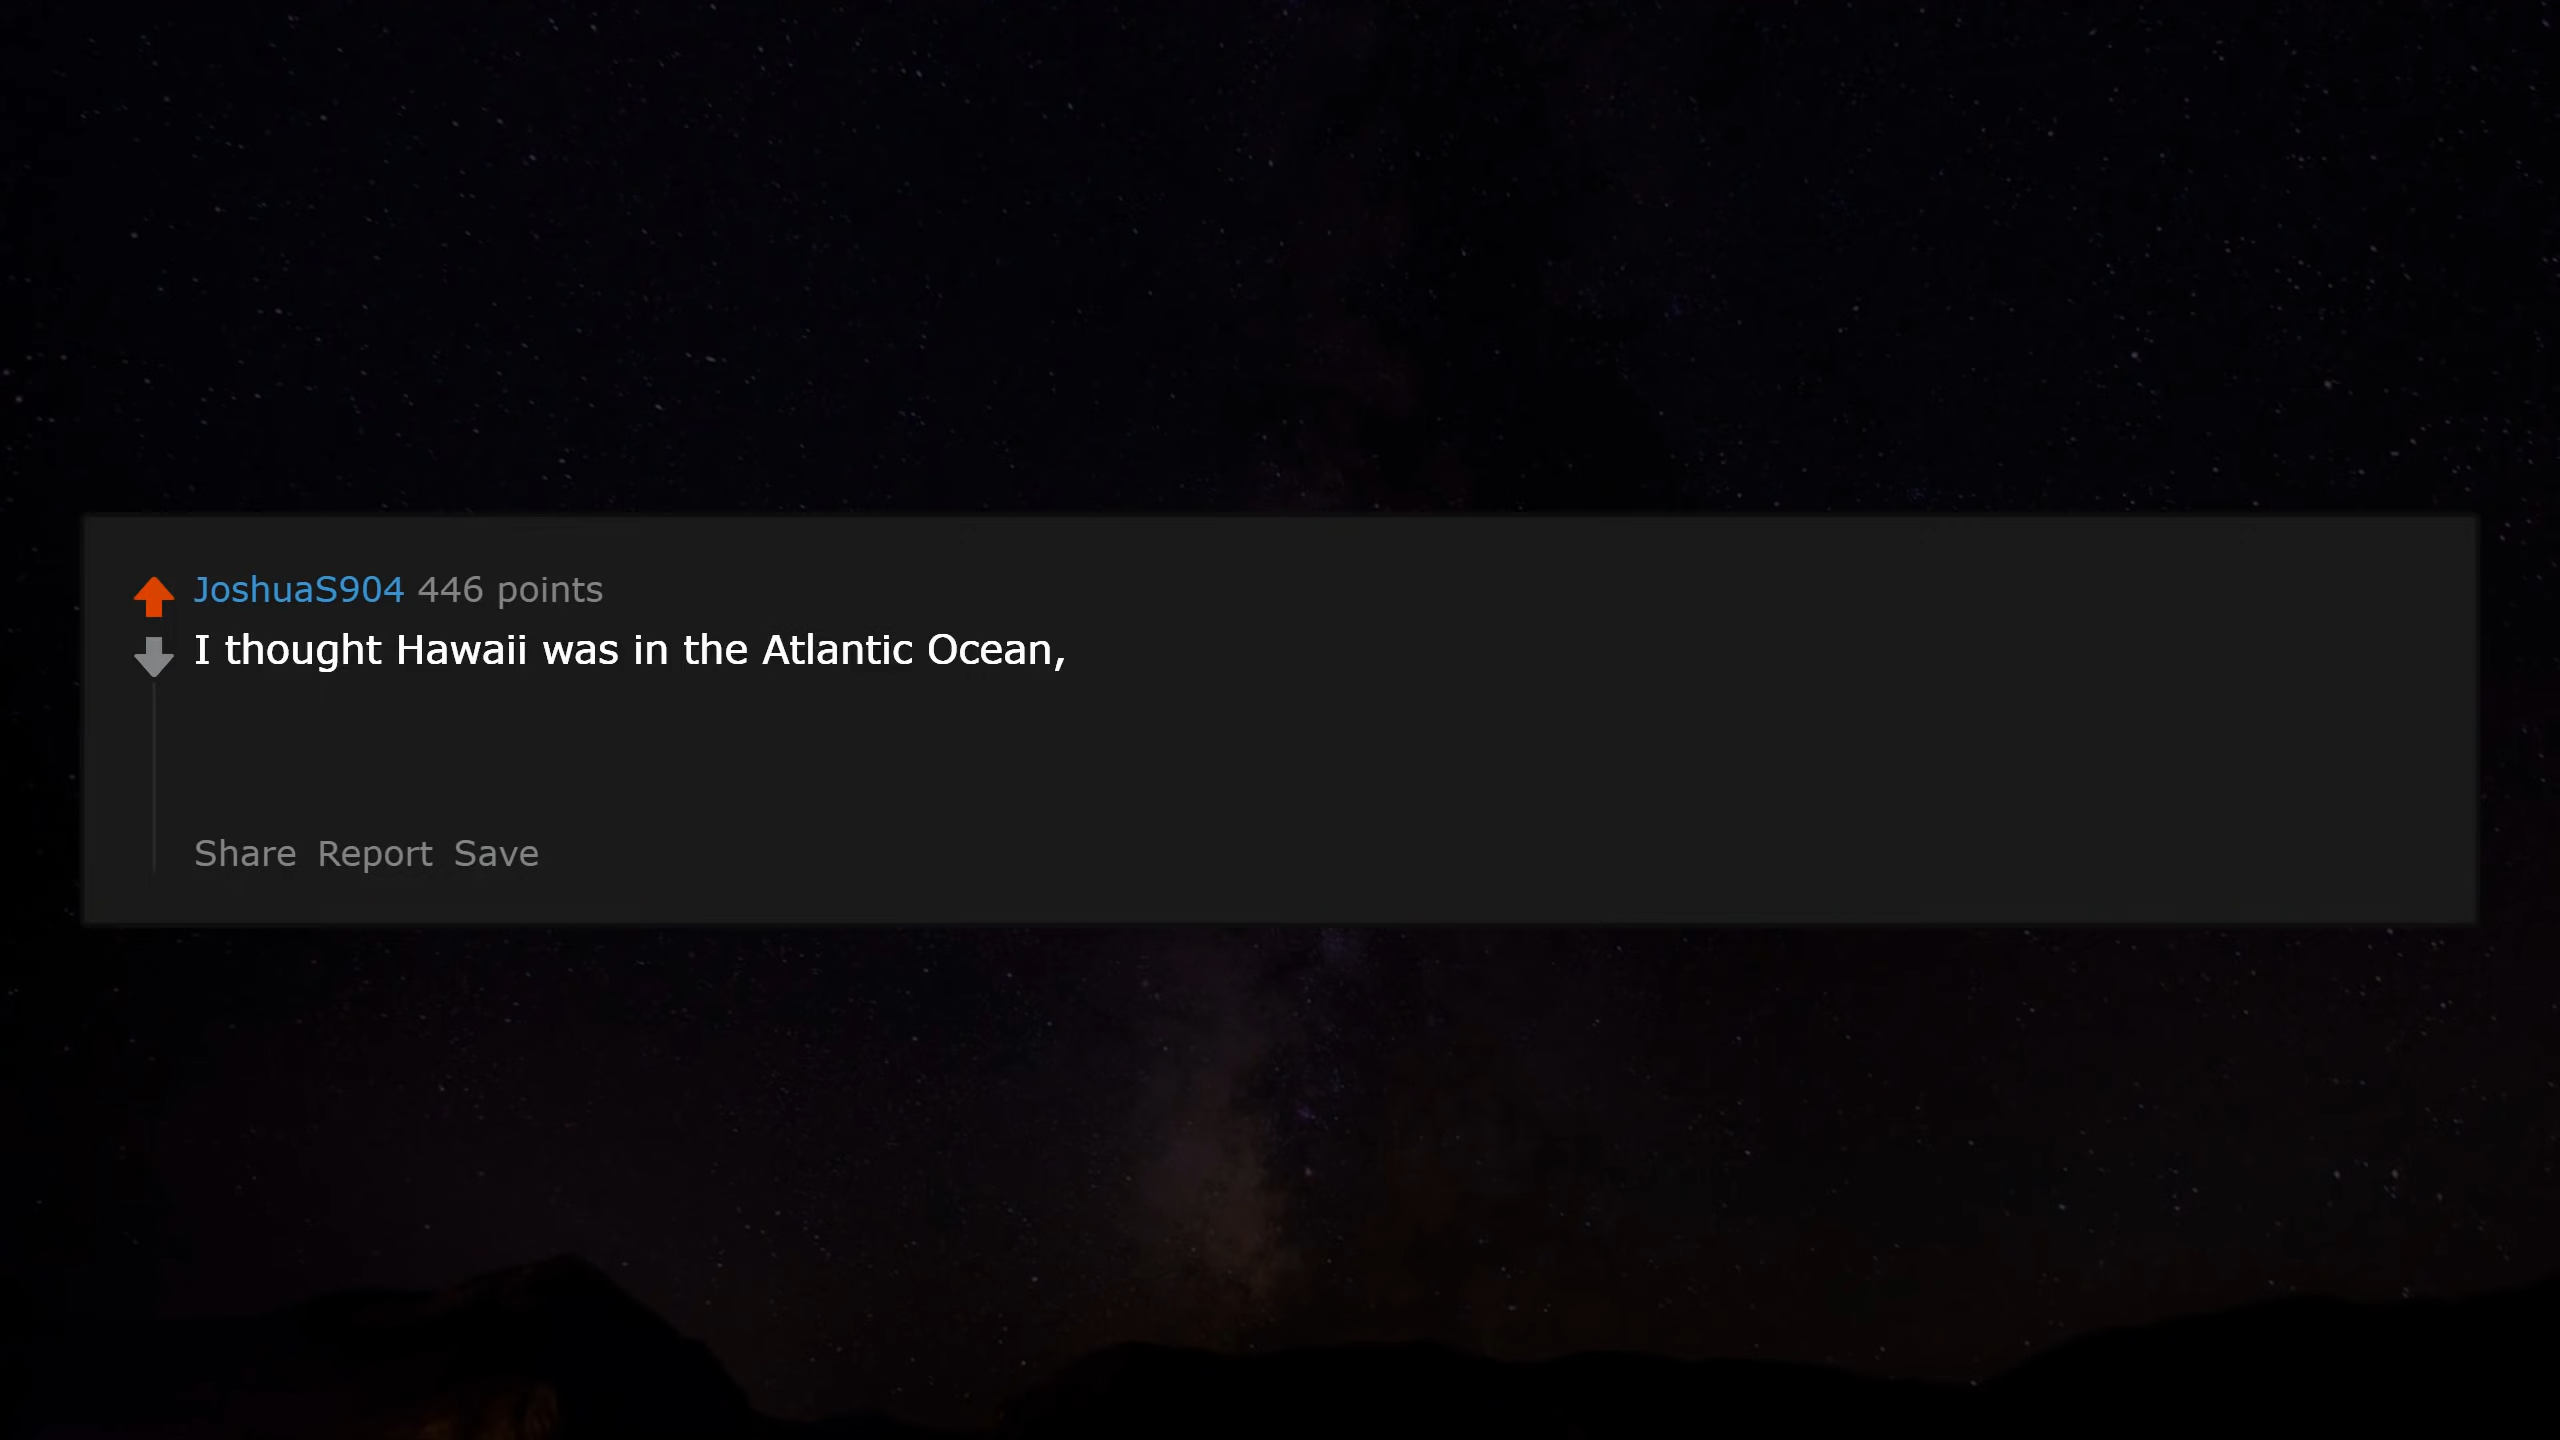 JoshuaS904 446 points
I thought Hawaii was in the Atlantic Ocean,
Share Report Save